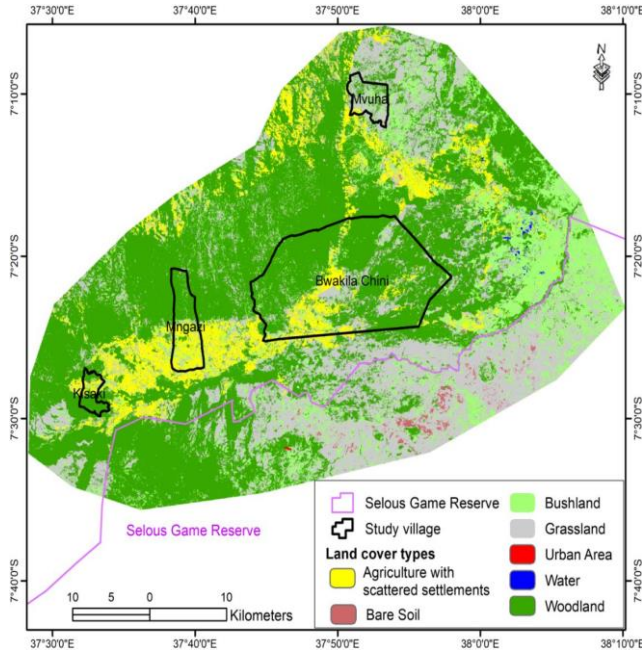 37°30'0"E 37°40'0"E 37°50'0"E 38°0'0"E 38°10'0"E
N
7°10'0"S 7°10'0"S
Mvuha
7°20'0"S 7°20'0"S
Bwakila Chini
Mngazi
Kisaki
7°30'0"S 7°30'0"S
Selous Game Reserve
Selous Game Reserve Bushland
Study village Grassland
Land cover types Urban Area
Agriculture with
scattered settlements Water
Bare Soil Woodland
7°40'0"S 7°40'0"S
10 5 0 10
Kilometers
37°30'0"E 37°40'0"E 37°50'0"E 38°0'0"E 38°10'0"E